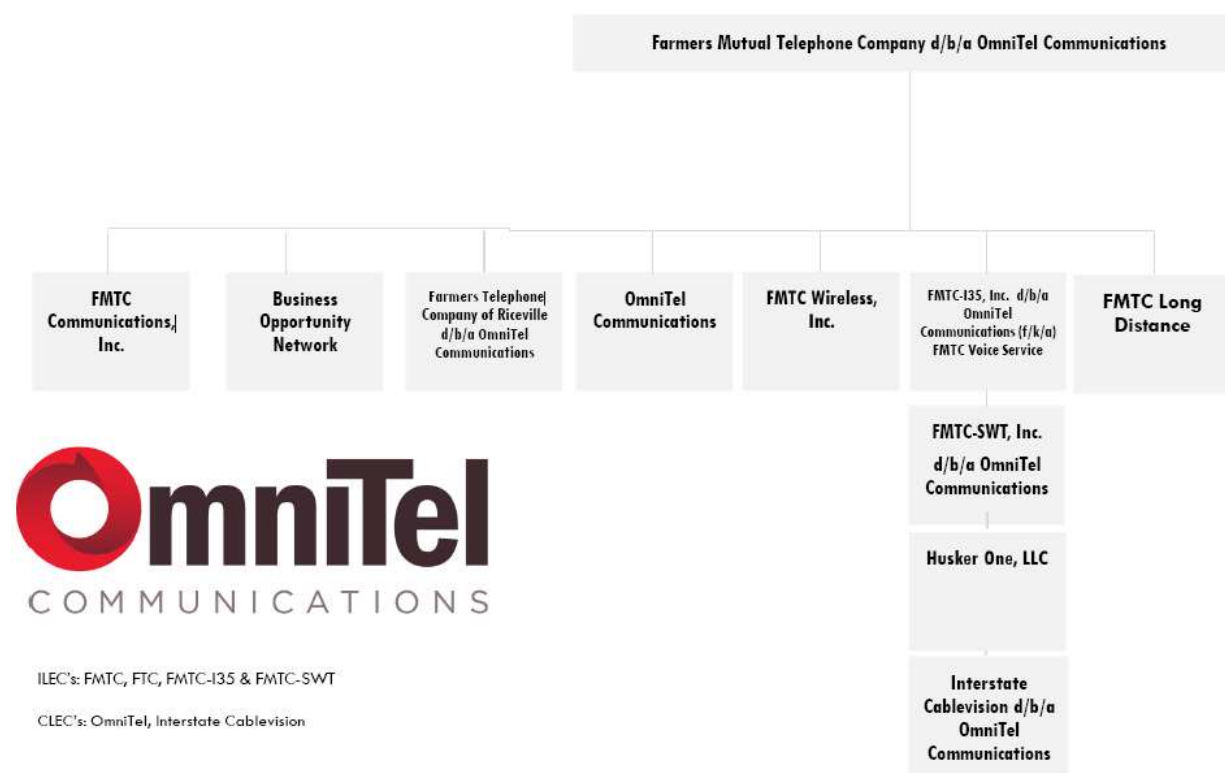 Farmers Mutual Telephone Company d/b/a OmniTel Communications
FMTC
Communications,
Inc.
Business
Opportunity
Network
Farmers Telephone
Company of Riceville
d/b/a OmniTel
Communications
OmniTel
Communications
FMTC Wireless,
Inc.
FMTC-I35, Inc. d/b/a
OmniTel
Communications (f/k/a)
FMTC Voice Service
FMTC Long
Distance
FMTC-SWT, Inc.
d/b/a OmniTel
Communications
Husker One, LLC
Interstate
Cablevision d/b/a
OmniTel
Communications
OmniTel
COMMUNICATIONS
ILEC's: FMTC, FTC, FMTC-I35 & FMTC-SWT
CLEC's: OmniTel, Interstate Cablevision